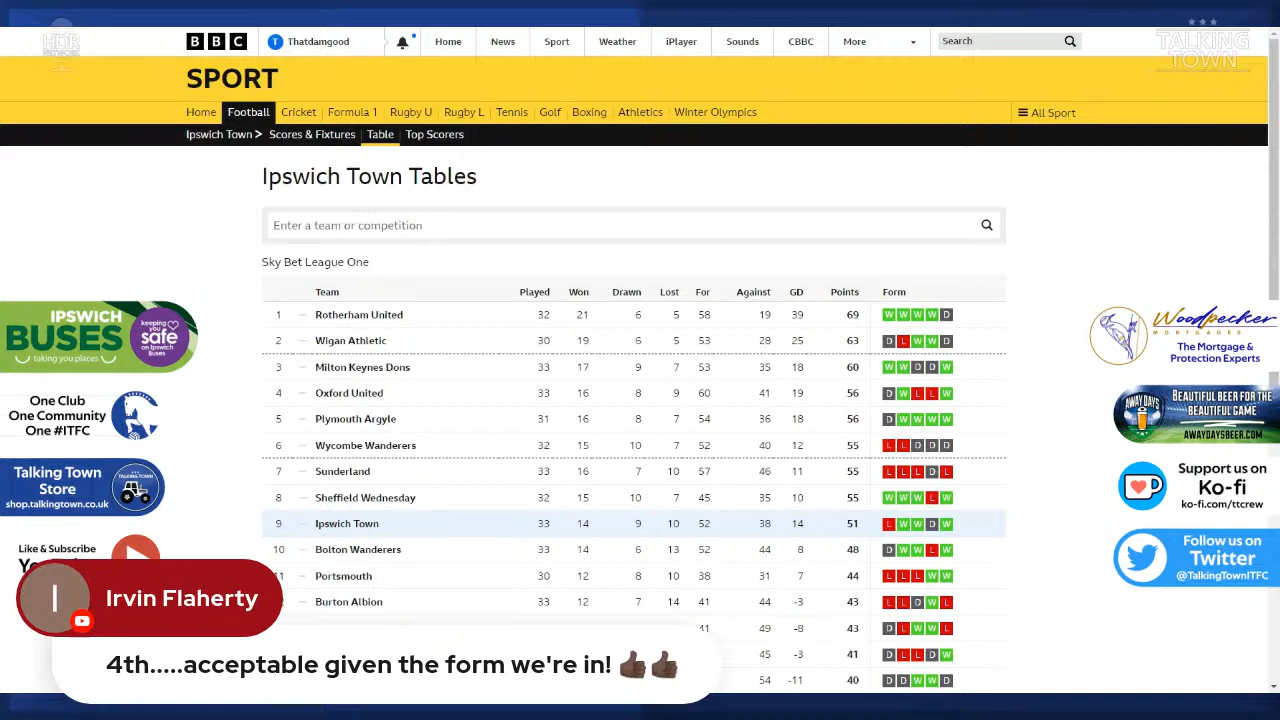 HDR
NETWORK
TALKING
TOWN
BBC Thatdamgood Home News Sport Weather iPlayer Sounds CBBC More Search
SPORT
Home Football Cricket Formula 1 Rugby U Rugby L Tennis Golf Boxing Athletics Winter Olympics All Sport
Ipswich Town Scores & Fixtures Table Top Scorers
Ipswich Town Tables
Enter a team or competition
Sky Bet League One
Team Played Won Drawn Lost For Against GD Points Form
1 Rotherham United 32 21 6 5 58 19 39 69 W W W W D
2 Wigan Athletic 30 19 6 5 53 28 25 63 D L W W D
3 Milton Keynes Dons 33 17 9 7 53 35 18 60 W W D D W
4 Oxford United 33 16 8 9 60 41 19 56 D W L L W
5 Plymouth Argyle 31 16 8 7 54 36 18 56 D W W W W
6 Wycombe Wanderers 32 15 10 7 52 40 12 55 L L D D D
7 Sunderland 33 16 7 10 57 46 11 55 L L L D L
8 Sheffield Wednesday 32 15 10 7 45 35 10 55 W W W L W
9 Ipswich Town 33 14 9 10 52 38 14 51 L W W D W
10 Bolton Wanderers 33 14 6 13 52 44 8 48 D W W L W
11 Portsmouth 30 12 8 10 38 31 7 44 L L L W W
Burton Albion 33 12 7 14 41 44 -3 43 L L D W L
41 49 -8 43 D L W W L
45 -3 41 D L L D W
54 -11 40 D D W W D
IPSWICH
BUSES
taking you places
keeping
you
safe
on Ipswich
Buses
One Club
One Community
One #ITFC
Talking Town
Store
shop.talkingtown.co.uk
TALKING TOWN
Like & Subscribe
Woodpecker
MORTGAGES
The Mortgage &
Protection Experts
AWAY DAYS
BEAUTIFUL BEER FOR THE
BEAUTIFUL GAME
AWAYDAYSBEER.COM
Support us on
Ko-fi
ko-fi.com/ttcrew
Follow us on
Twitter
@TalkingTownITFC
I
Irvin Flaherty
4th.....acceptable given the form we're in! 👍🏿👍🏿